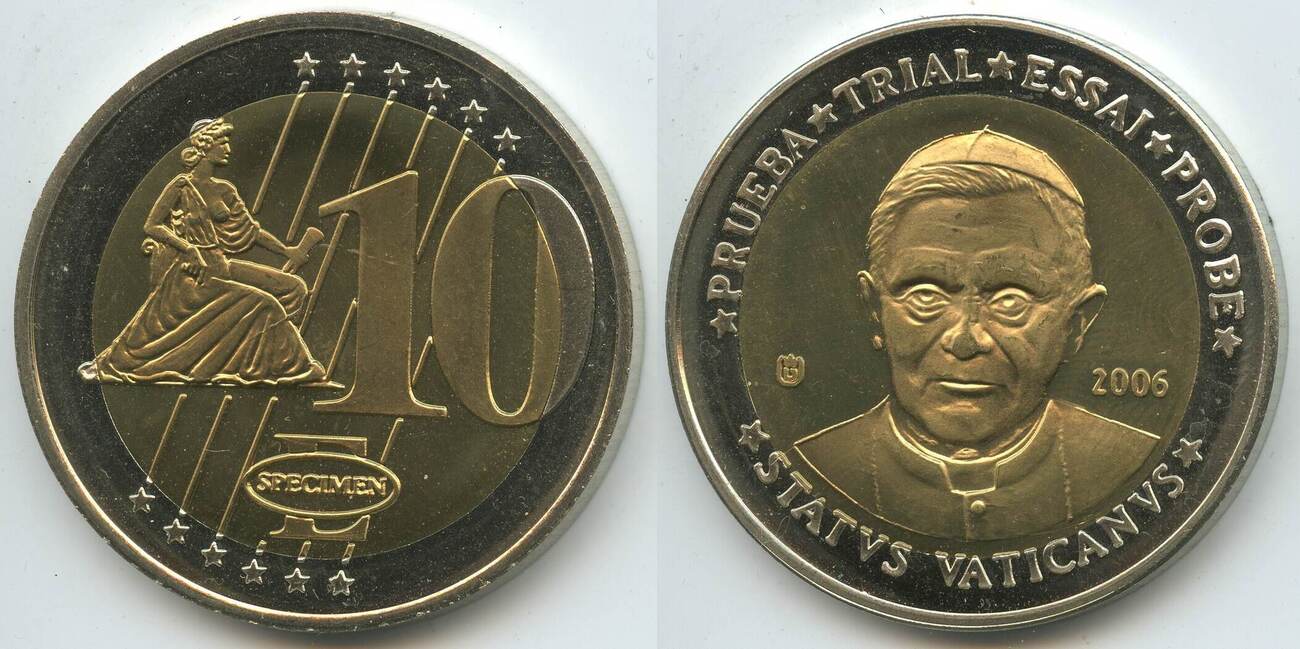 10
SPECIMEN
PRUEBA★TRIAL★ESSAI★PROBE
2006
STATVS VATICANVS